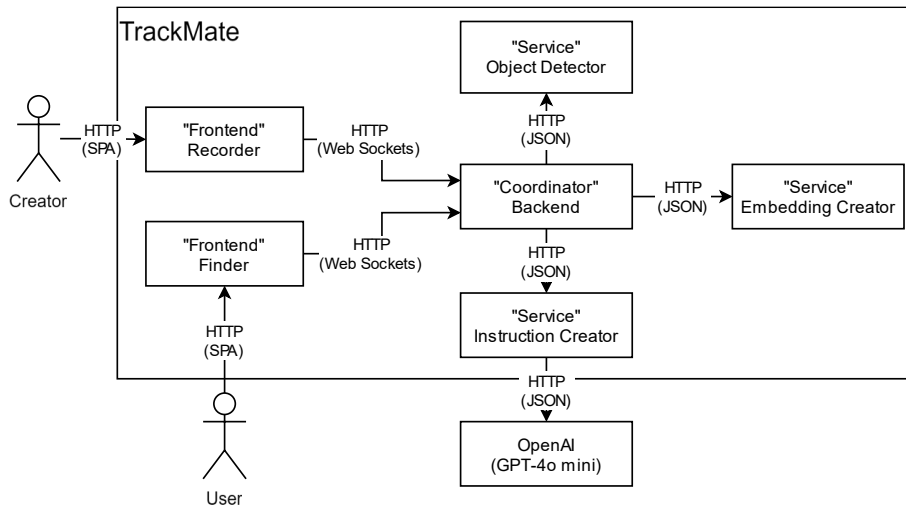 TrackMate
"Service"
Object Detector
HTTP
(JSON)
HTTP
(SPA)
"Frontend"
Recorder
HTTP
(Web Sockets)
Creator
"Coordinator"
Backend
HTTP
(JSON)
"Service"
Embedding Creator
"Frontend"
Finder
HTTP
(Web Sockets)
HTTP
(JSON)
HTTP
(SPA)
"Service"
Instruction Creator
HTTP
(JSON)
User
OpenAI
(GPT-4o mini)